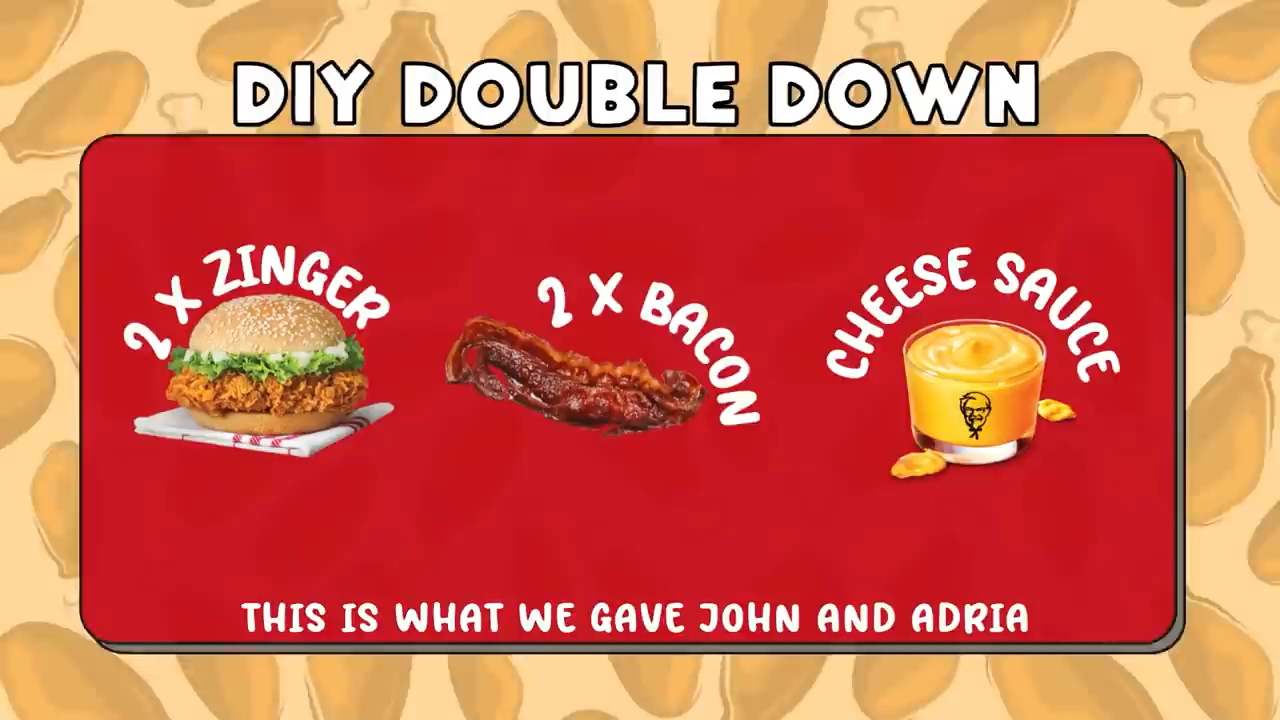 DIY DOUBLE DOWN
2 X ZINGER
2 X BACON
CHEESE SAUCE
THIS IS WHAT WE GAVE JOHN AND ADRIA